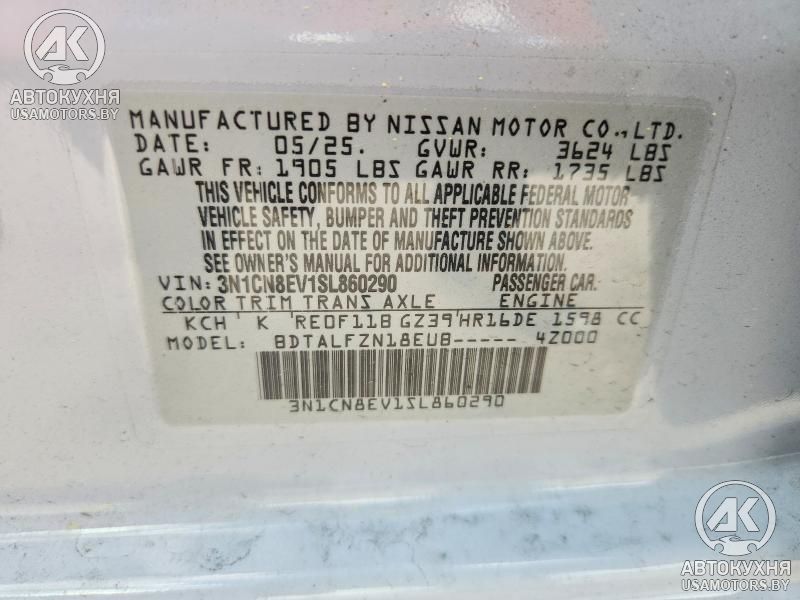 AK
АВТОКУХНЯ
USAMOTORS.BY
MANUFACTURED BY NISSAN MOTOR CO.,LTD.
DATE: 05/25. GVWR: 3624 LBS
GAWR FR: 1905 LBS GAWR RR: 1735 LBS
THIS VEHICLE CONFORMS TO ALL APPLICABLE FEDERAL MOTOR
VEHICLE SAFETY, BUMPER AND THEFT PREVENTION STANDARDS
IN EFFECT ON THE DATE OF MANUFACTURE SHOWN ABOVE.
SEE OWNER'S MANUAL FOR ADDITIONAL INFORMATION
VIN: 3N1CN8EV1SL860290 PASSENGER CAR.
COLOR TRIM TRANS AXLE ENGINE
KCH K RE0F11B GZ39 HR16DE 1598 CC
MODEL: BDTALFZN18EUB----- 4Z000
3N1CN8EV1SL860290
AK
АВТОКУХНЯ
USAMOTORS.BY